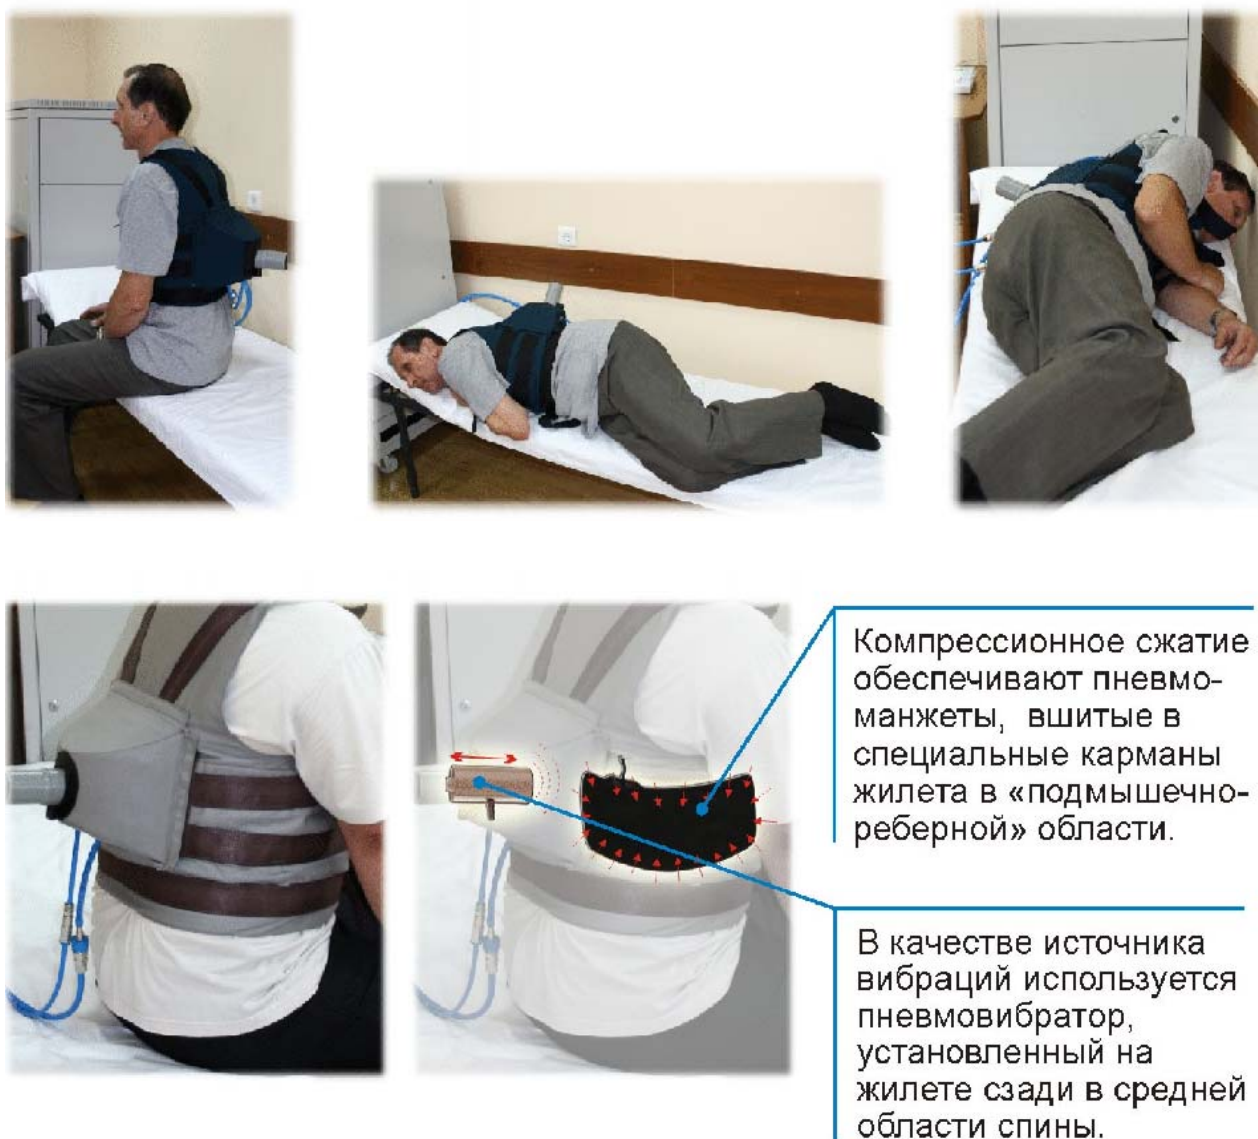 Компрессионное сжатие
обеспечивают пневмо-
манжеты, вшитые в
специальные карманы
жилета в «подмышечно-
реберной» области.
В качестве источника
вибраций используется
пневмовибратор,
установленный на
жилете сзади в средней
области спины.